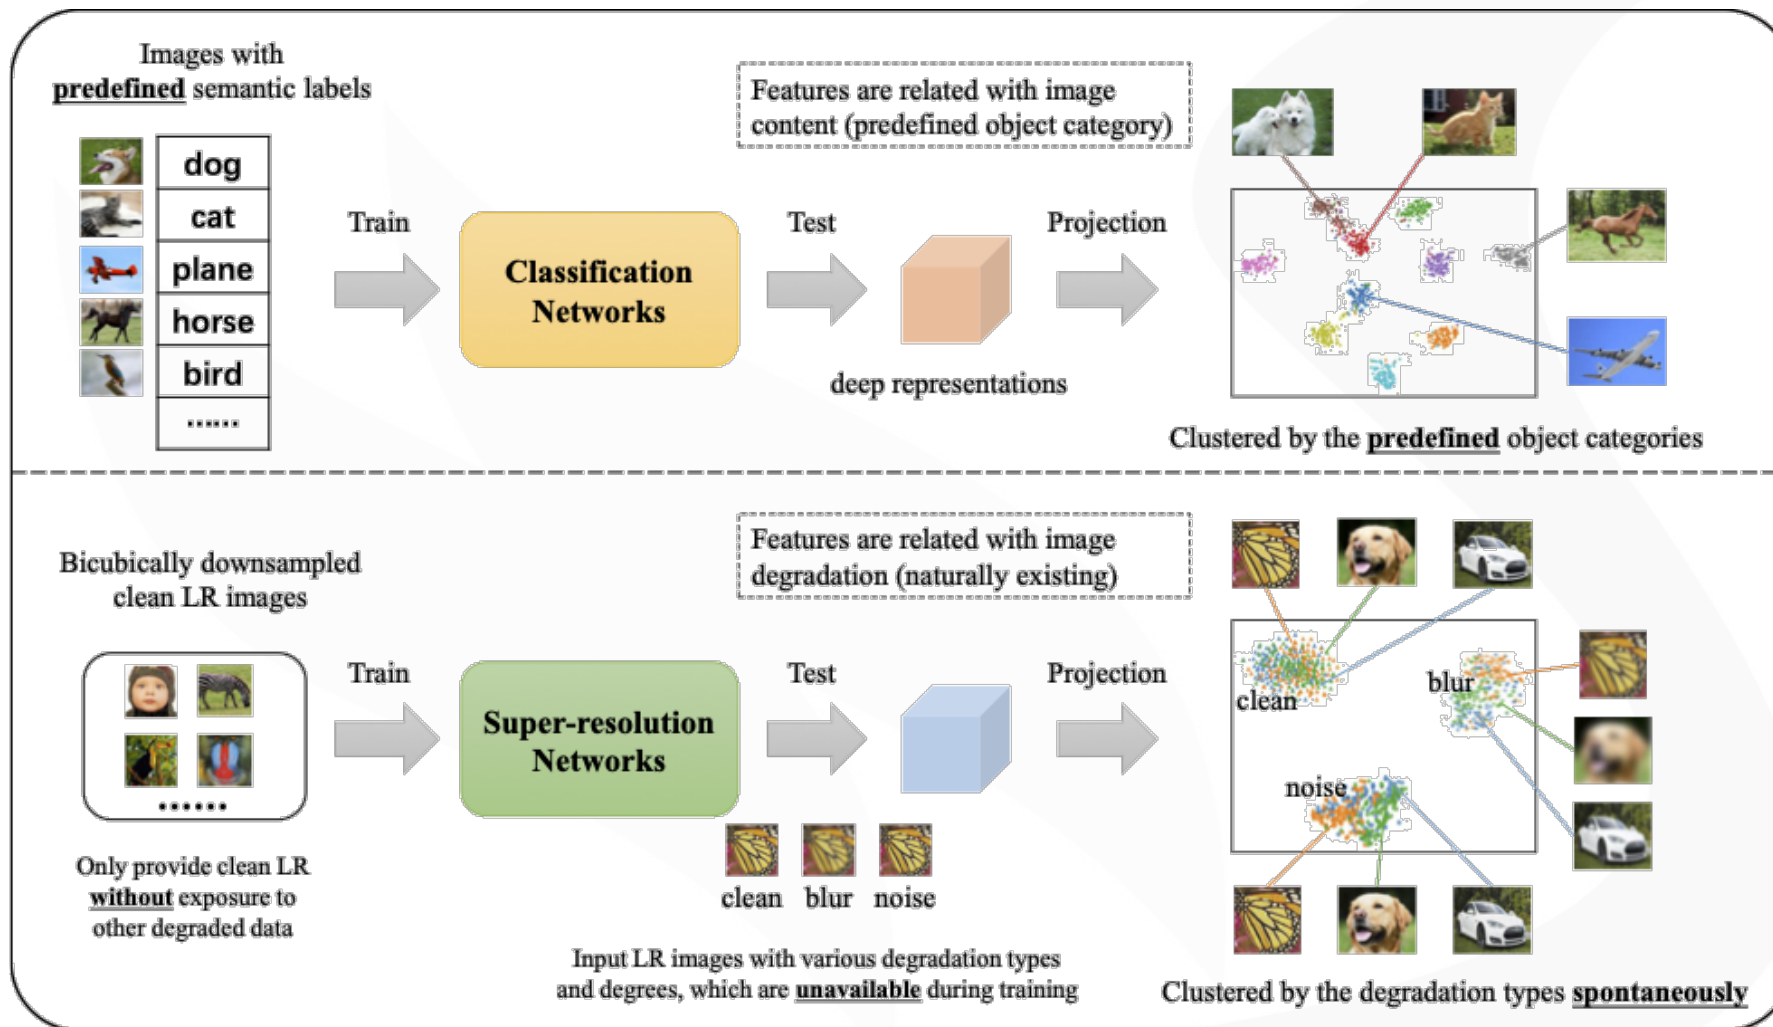 Images with
predefined semantic labels
dog
cat
plane
horse
bird
......
Train
Classification
Networks
Test
Features are related with image
content (predefined object category)
deep representations
Projection
Clustered by the predefined object categories
Bicubically downsampled
clean LR images
......
Only provide clean LR
without exposure to
other degraded data
Train
Super-resolution
Networks
Test
Features are related with image
degradation (naturally existing)
clean blur noise
Input LR images with various degradation types
and degrees, which are unavailable during training
Projection
clean
blur
noise
Clustered by the degradation types spontaneously